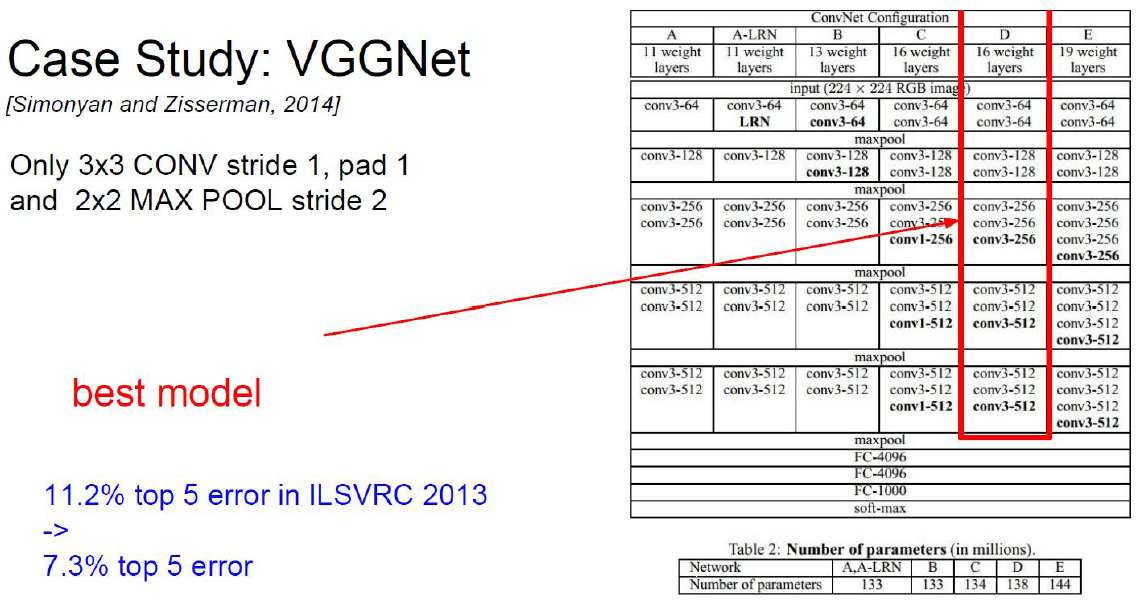 Case Study: VGGNet
[Simonyan and Zisserman, 2014]
Only 3x3 CONV stride 1, pad 1
and 2x2 MAX POOL stride 2
best model
11.2% top 5 error in ILSVRC 2013
->
7.3% top 5 error
ConvNet Configuration
A A-LRN B C D E
11 weight 11 weight 13 weight 16 weight 16 weight 19 weight
layers layers layers layers layers layers
input (224 × 224 RGB image)
conv3-64 conv3-64 conv3-64 conv3-64 conv3-64 conv3-64
LRN conv3-64 conv3-64 conv3-64 conv3-64
maxpool
conv3-128 conv3-128 conv3-128 conv3-128 conv3-128 conv3-128
conv3-128 conv3-128 conv3-128 conv3-128
maxpool
conv3-256 conv3-256 conv3-256 conv3-256 conv3-256 conv3-256
conv3-256 conv3-256 conv3-256 conv3-256 conv3-256 conv3-256
conv1-256 conv3-256 conv3-256
conv3-256
maxpool
conv3-512 conv3-512 conv3-512 conv3-512 conv3-512 conv3-512
conv3-512 conv3-512 conv3-512 conv3-512 conv3-512 conv3-512
conv1-512 conv3-512 conv3-512
conv3-512
maxpool
conv3-512 conv3-512 conv3-512 conv3-512 conv3-512 conv3-512
conv3-512 conv3-512 conv3-512 conv3-512 conv3-512 conv3-512
conv1-512 conv3-512 conv3-512
conv3-512
maxpool
FC-4096
FC-4096
FC-1000
soft-max
Table 2: Number of parameters (in millions).
Network A,A-LRN B C D E
Number of parameters 133 133 134 138 144